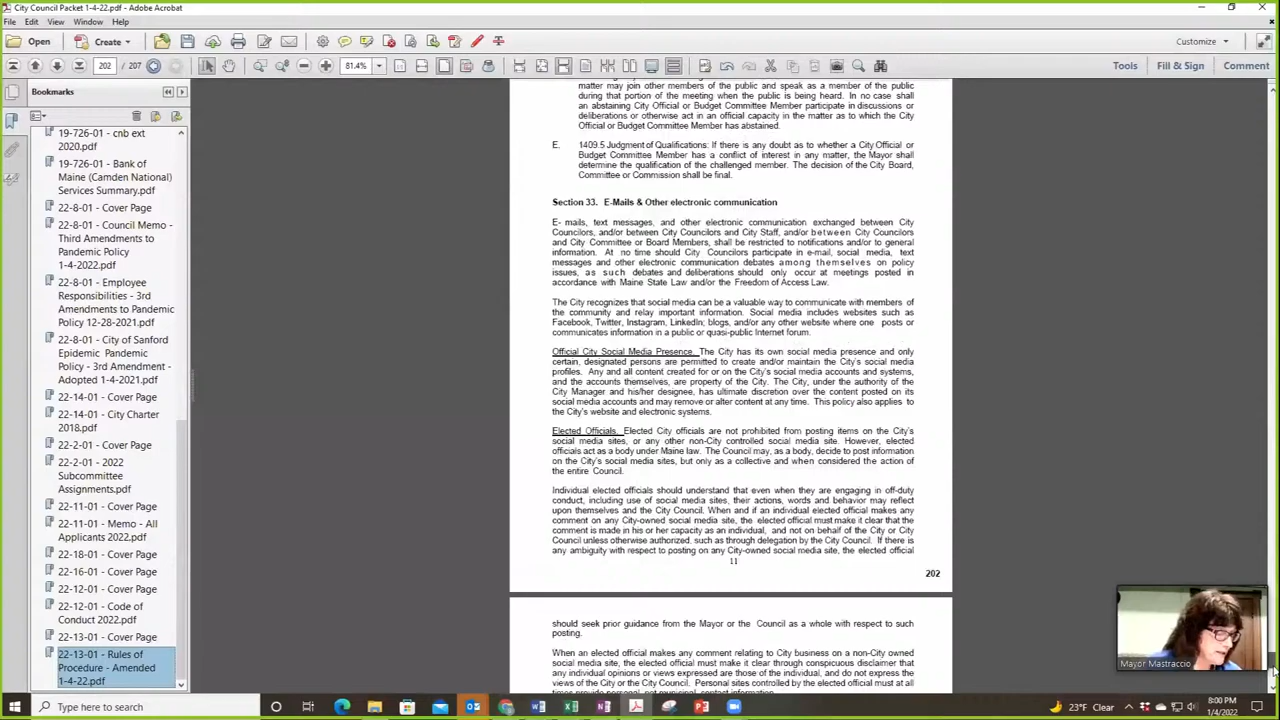 City Council Packet 1-4-22.pdf - Adobe Acrobat
File Edit View Window Help
Open Create Customize
202 / 207 81.4% Tools Fill & Sign Comment
Bookmarks
19-726-01 - cnb ext
2020.pdf
19-726-01 - Bank of
Maine (Camden National)
Services Summary.pdf
22-8-01 - Cover Page
22-8-01 - Council Memo -
Third Amendments to
Pandemic Policy
1-4-2022.pdf
22-8-01 - Employee
Responsibilities - 3rd
Amendments to Pandemic
Policy 12-28-2021.pdf
22-8-01 - City of Sanford
Epidemic Pandemic
Policy - 3rd Amendment -
Adopted 1-4-2021.pdf
22-14-01 - Cover Page
22-14-01 - City Charter
2018.pdf
22-2-01 - Cover Page
22-2-01 - 2022
Subcommittee
Assignments.pdf
22-11-01 - Cover Page
22-11-01 - Memo - All
Applicants 2022.pdf
22-18-01 - Cover Page
22-16-01 - Cover Page
22-12-01 - Cover Page
22-12-01 - Code of
Conduct 2022.pdf
22-13-01 - Cover Page
22-13-01 - Rules of
Procedure - Amended
1-4-22.pdf
matter may join other members of the public and speak as a member of the public
during that portion of the meeting when the public is being heard. In no case shall
an abstaining City Official or Budget Committee Member participate in discussions or
deliberations or otherwise act in an official capacity in the matter as to which the City
Official or Budget Committee Member has abstained.
E. 1409.5 Judgment of Qualifications: If there is any doubt as to whether a City Official or
Budget Committee Member has a conflict of interest in any matter, the Mayor shall
determine the qualification of the challenged member. The decision of the City Board,
Committee or Commission shall be final.
Section 33. E-Mails & Other electronic communication
E- mails, text messages, and other electronic communication exchanged between City
Councilors, and/or between City Councilors and City Staff, and/or between City Councilors
and City Committee or Board Members, shall be restricted to notifications and/or to general
information. At no time should City Councilors participate in e-mail, social media, text
messages and other electronic communication debates among themselves on policy
issues, as such debates and deliberations should only occur at meetings posted in
accordance with Maine State Law and/or the Freedom of Access Law.
The City recognizes that social media can be a valuable way to communicate with members of
the community and relay important information. Social media includes websites such as
Facebook, Twitter, Instagram, LinkedIn; blogs, and/or any other website where one posts or
communicates information in a public or quasi-public Internet forum.
Official City Social Media Presence. The City has its own social media presence and only
certain, designated persons are permitted to create and/or maintain the City's social media
profiles. Any and all content created for or on the City's social media accounts and systems,
and the accounts themselves, are property of the City. The City, under the authority of the
City Manager and his/her designee, has ultimate discretion over the content posted on its
social media accounts and may remove or alter content at any time. This policy also applies to
the City's website and electronic systems.
Elected Officials. Elected City officials are not prohibited from posting items on the City's
social media sites, or any other non-City controlled social media site. However, elected
officials act as a body under Maine law. The Council may, as a body, decide to post information
on the City's social media sites, but only as a collective and when considered the action of
the entire Council.
Individual elected officials should understand that even when they are engaging in off-duty
conduct, including use of social media sites, their actions, words and behavior may reflect
upon themselves and the City Council. When and if an individual elected official makes any
comment on any City-owned social media site, the elected official must make it clear that the
comment is made in his or her capacity as an individual, and not on behalf of the City or City
Council unless otherwise authorized, such as through delegation by the City Council. If there is
any ambiguity with respect to posting on any City-owned social media site, the elected official
11
202
should seek prior guidance from the Mayor or the Council as a whole with respect to such
posting.
When an elected official makes any comment relating to City business on a non-City owned
social media site, the elected official must make it clear through conspicuous disclaimer that
any individual opinions or views expressed are those of the individual, and do not express the
views of the City or the City Council. Personal sites controlled by the elected official must at all
times provide personal, not municipal, contact information.
Mayor Mastraccio
Type here to search
23°F Clear
8:00 PM
1/4/2022